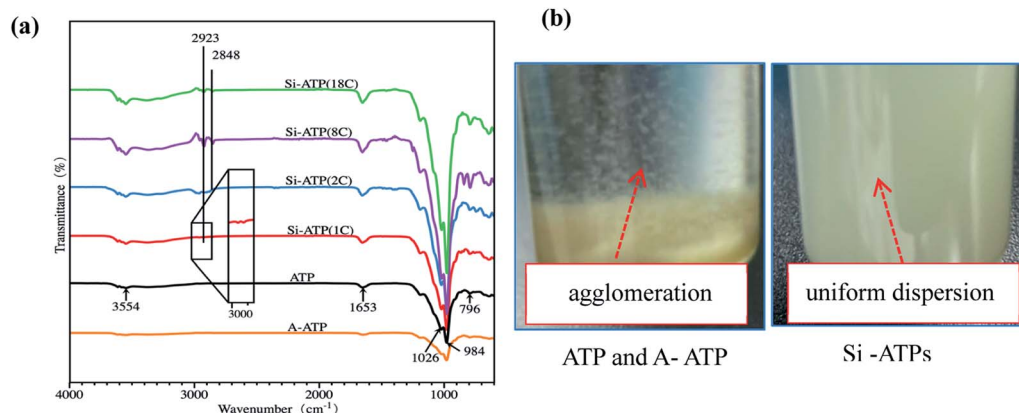 (a)
2923
2848
Si-ATP(18C)
Si-ATP(8C)
Si-ATP(2C)
Si-ATP(1C)
ATP
A-ATP
3554
3000
1653
796
1026
984
Transmittance (%)
4000
3000
2000
1000
Wavenumber (cm⁻¹)
(b)
agglomeration
uniform dispersion
ATP and A- ATP
Si -ATPs